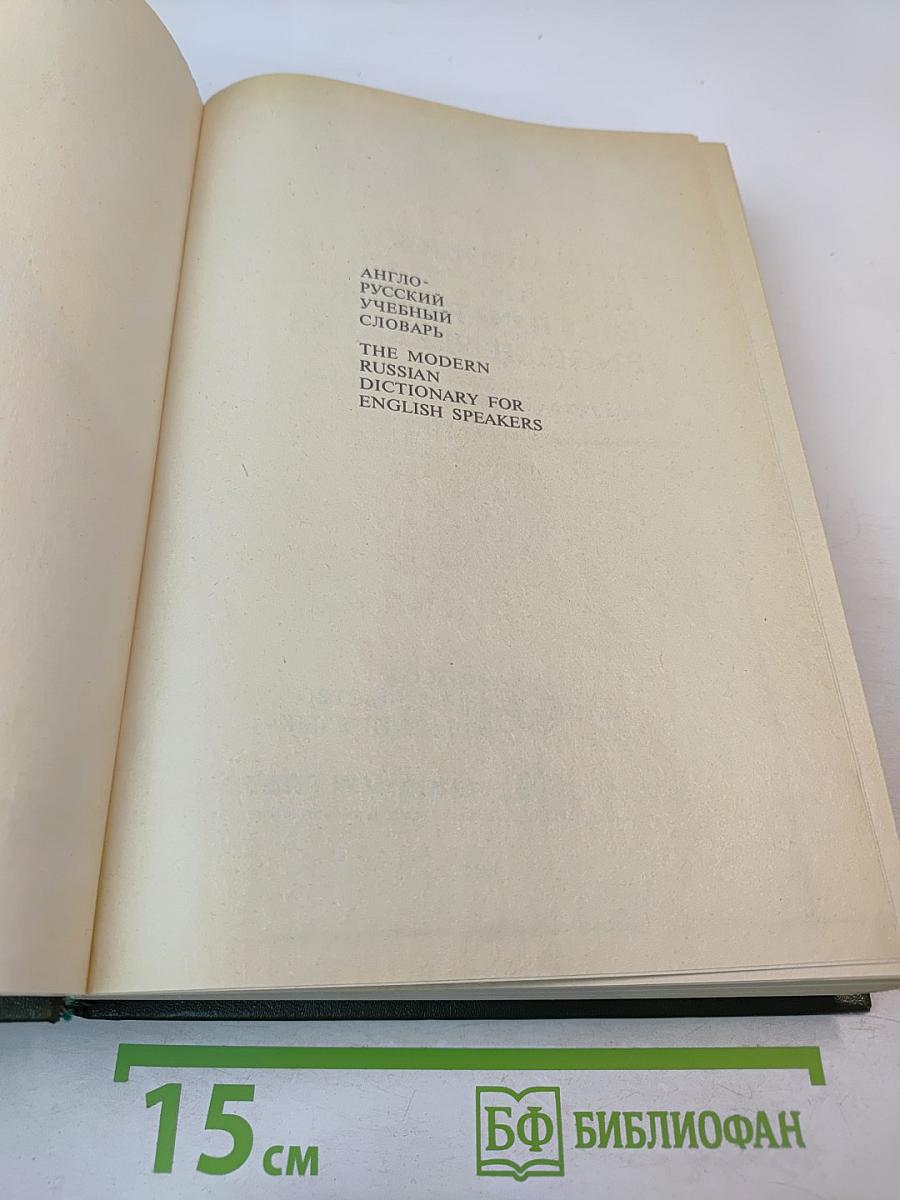 АНГЛО-
РУССКИЙ
УЧЕБНЫЙ
СЛОВАРЬ
THE MODERN
RUSSIAN
DICTIONARY FOR
ENGLISH SPEAKERS
15 см
БФ БИБЛИОФАН